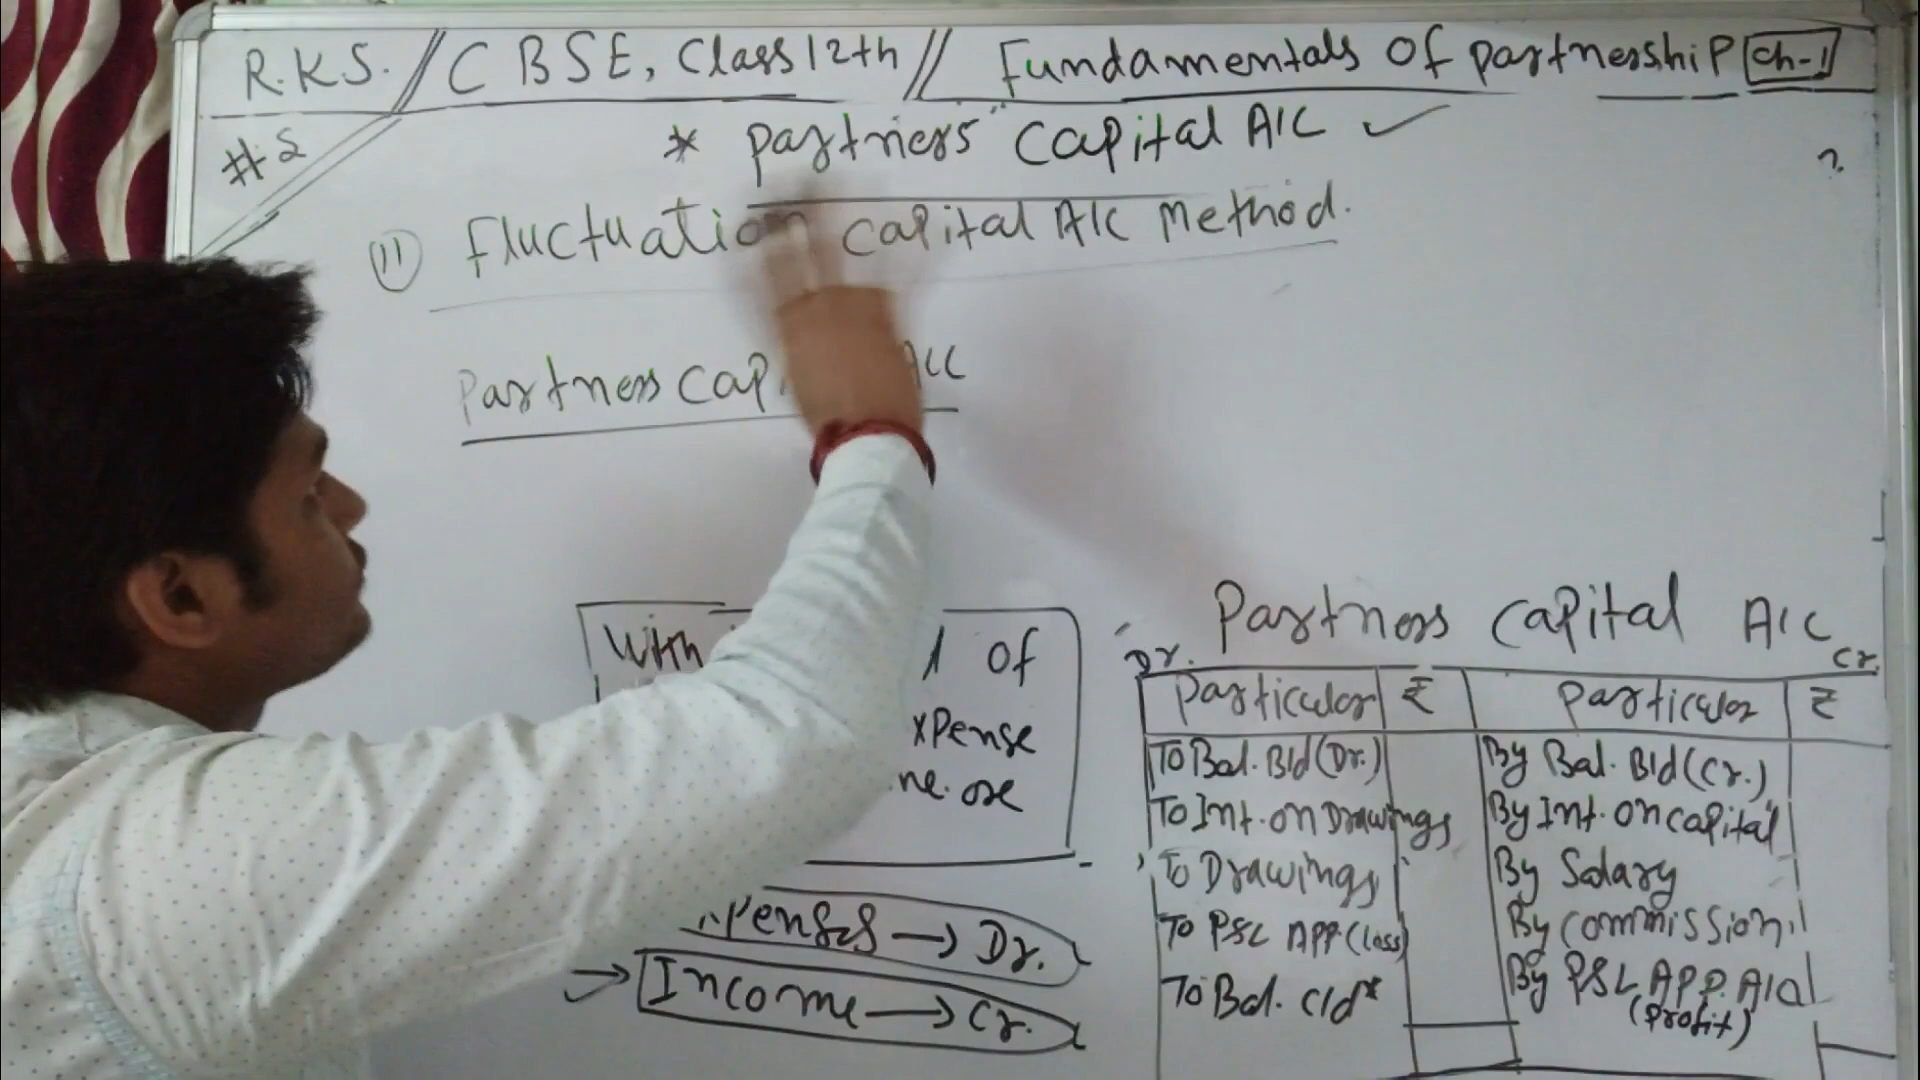 R.K.S. // CBSE, Class 12th // Fundamentals Of Partnership Ch-1
#2
* Partners" Capital A/C ✓
?
(11) Fluctuation Capital A/C Method.
Partners Cap A/C
With Of
xpense
ne. ose
penses → Dr.
→ Income → Cr.
Partners Capital A/C
Dr. Cr.
Particular ₹ Particular ₹
To Bal. B/d (Dr.) By Bal. B/d (Cr.)
To Int. on Drawings By Int. on Capital
To Drawings By Salary
To P&L APP (Loss) By Commission
To Bal. C/d* By P&L APP. A/C
(Profit)